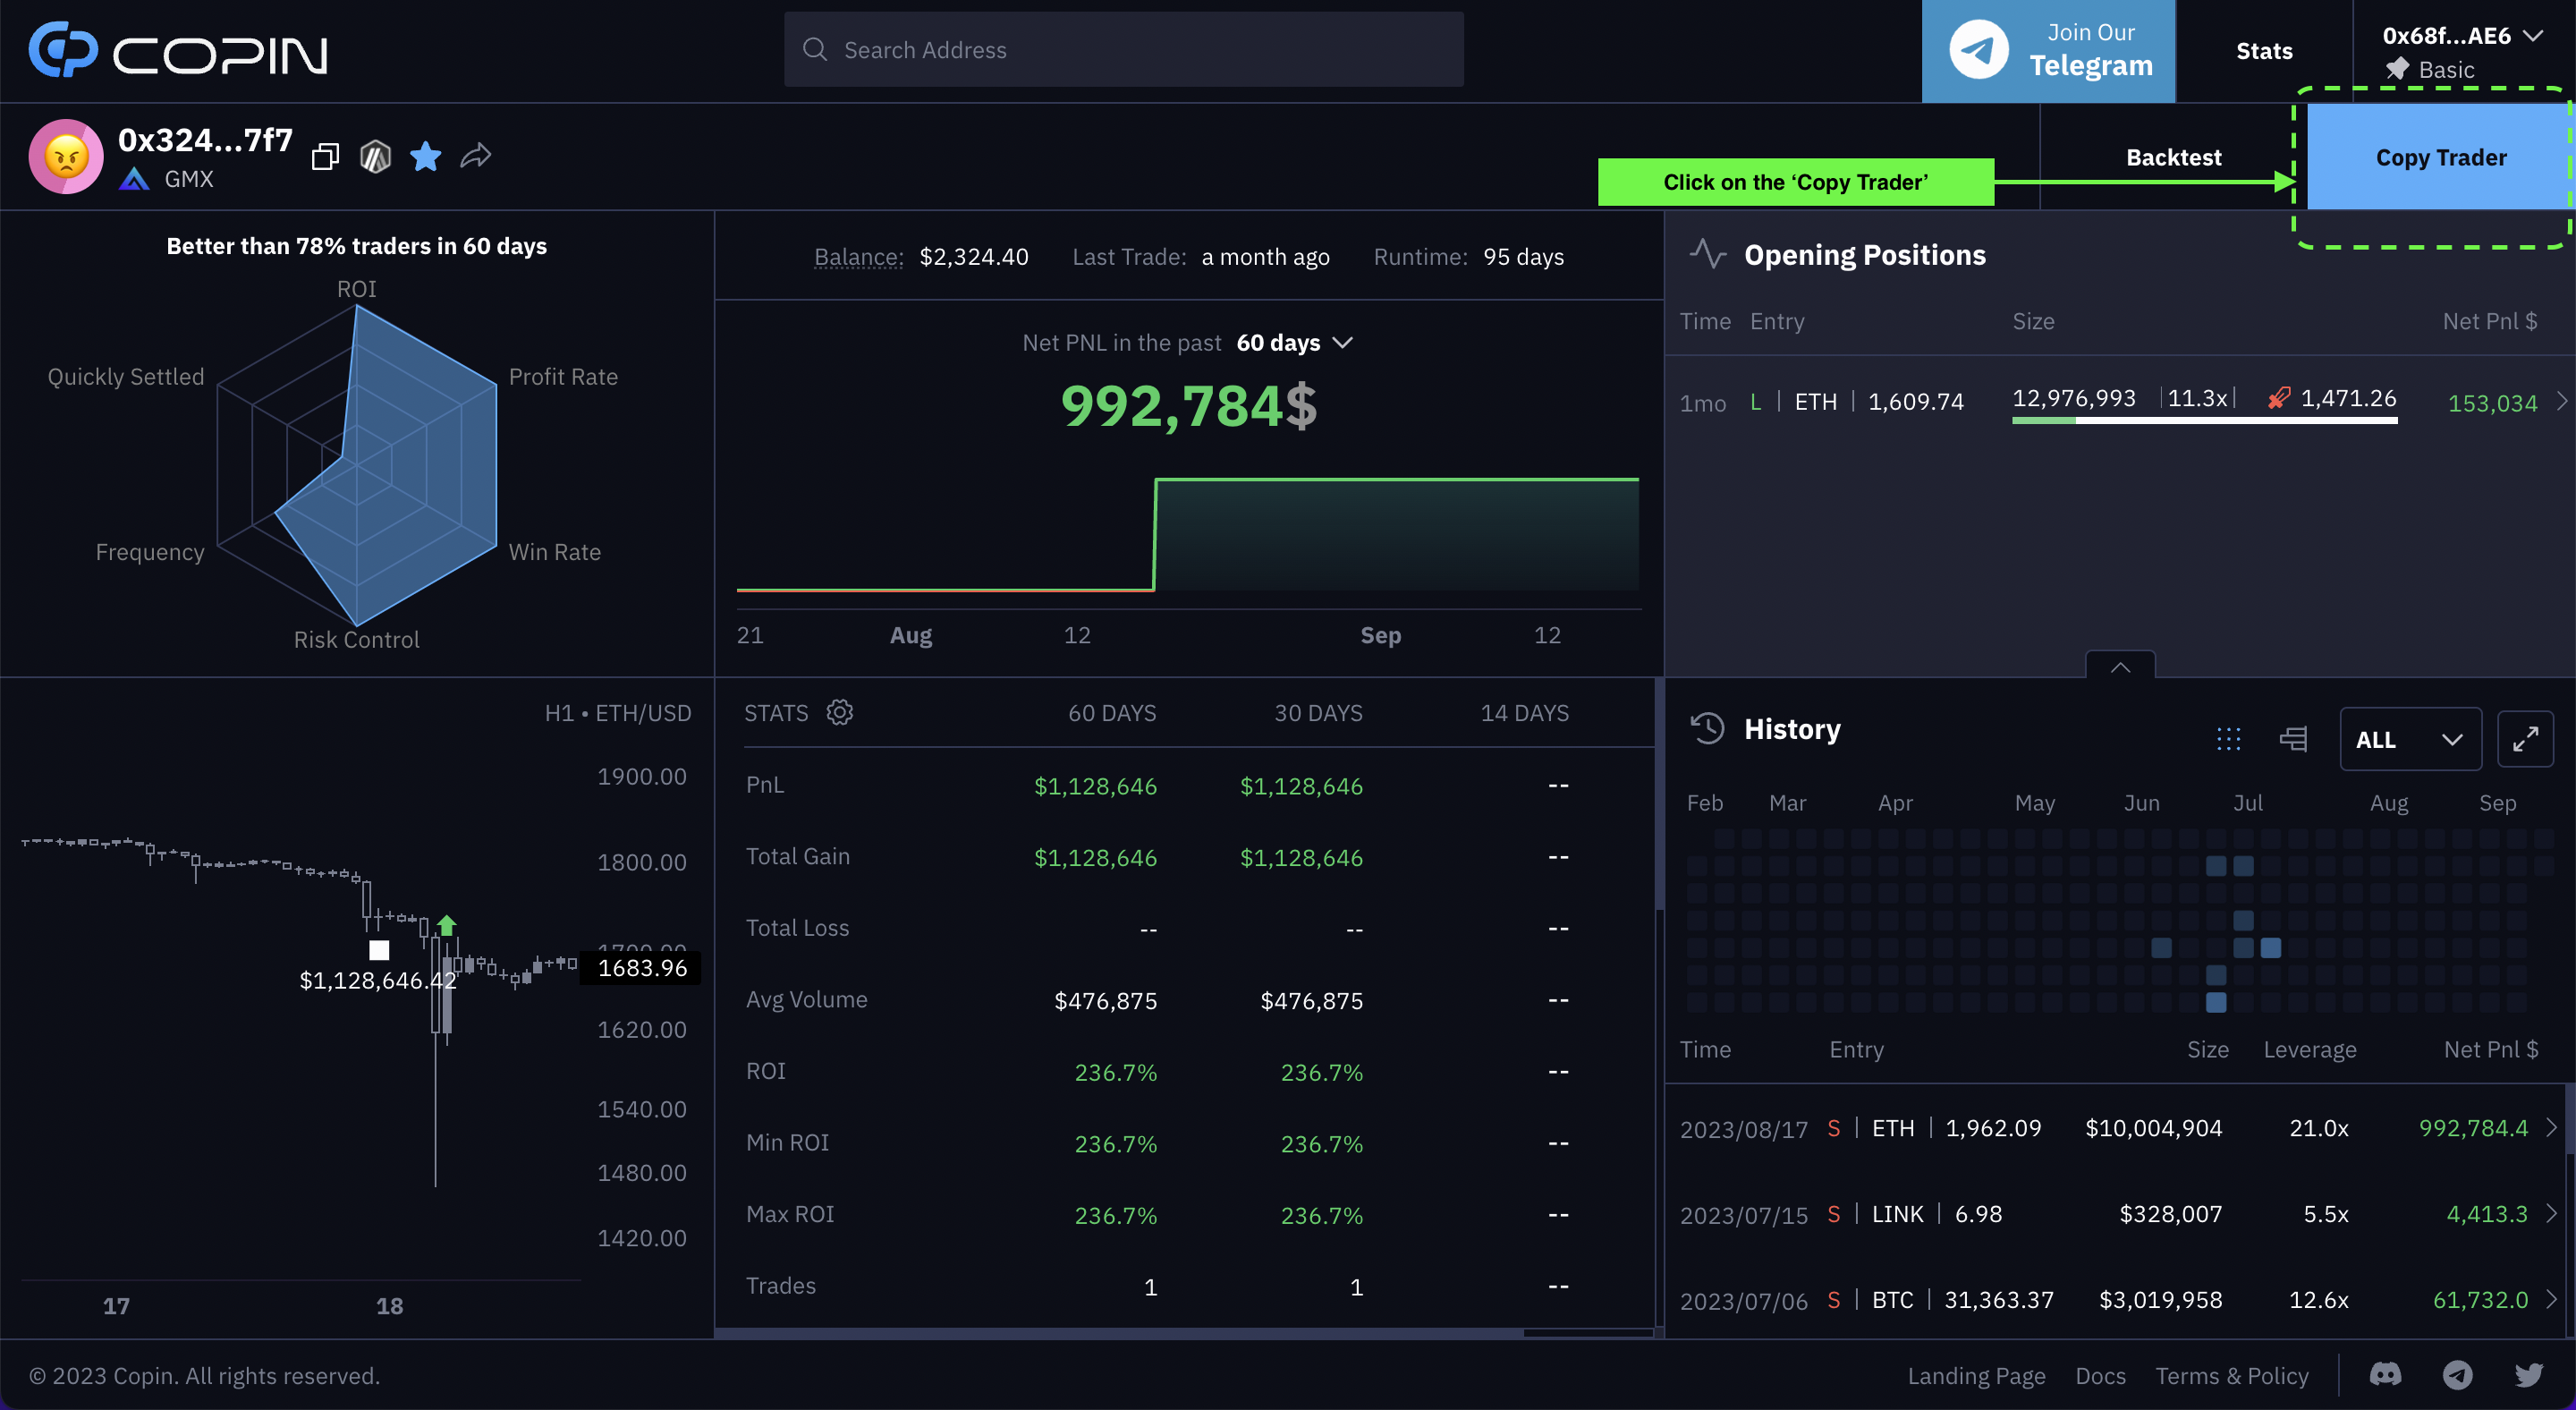 COPIN
Search Address
Join Our
Telegram
Stats
0x68f...AE6
Basic
0x324...7f7
GMX
Click on the ‘Copy Trader’
Backtest
Copy Trader
Better than 78% traders in 60 days
ROI
Quickly Settled
Profit Rate
Frequency
Win Rate
Risk Control
Balance: $2,324.40 Last Trade: a month ago Runtime: 95 days
Net PNL in the past 60 days
992,784$
21 Aug 12 Sep 12
Opening Positions
Time Entry Size Net Pnl $
1mo L | ETH | 1,609.74 12,976,993 |11.3x| 1,471.26 153,034
H1 • ETH/USD
1900.00
1800.00
1700.00
1683.96
$1,128,646.42
1620.00
1540.00
1480.00
1420.00
17 18
STATS 60 DAYS 30 DAYS 14 DAYS
PnL $1,128,646 $1,128,646 --
Total Gain $1,128,646 $1,128,646 --
Total Loss -- -- --
Avg Volume $476,875 $476,875 --
ROI 236.7% 236.7% --
Min ROI 236.7% 236.7% --
Max ROI 236.7% 236.7% --
Trades 1 1 --
History
ALL
Feb Mar Apr May Jun Jul Aug Sep
Time Entry Size Leverage Net Pnl $
2023/08/17 S | ETH | 1,962.09 $10,004,904 21.0x 992,784.4
2023/07/15 S | LINK | 6.98 $328,007 5.5x 4,413.3
2023/07/06 S | BTC | 31,363.37 $3,019,958 12.6x 61,732.0
© 2023 Copin. All rights reserved.
Landing Page Docs Terms & Policy